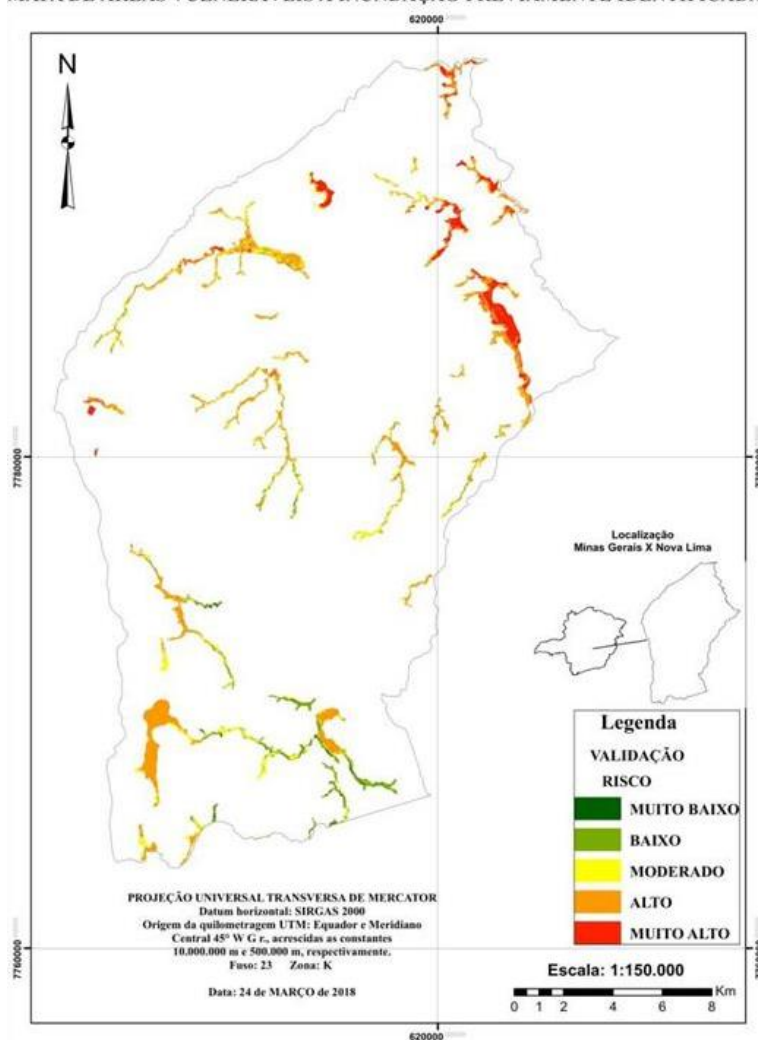 620000
N
7780000
Localização
Minas Gerais X Nova Lima
Legenda
VALIDAÇÃO
RISCO
MUITO BAIXO
BAIXO
MODERADO
ALTO
MUITO ALTO
PROJEÇÃO UNIVERSAL TRANSVERSA DE MERCATOR
Datum horizontal: SIRGAS 2000
Origem da quilometragem UTM: Equador e Meridiano
Central 45° W G r., acrescidas as constantes
10.000.000 m e 500.000 m, respectivamente.
Fuso: 23 Zona: K
Data: 24 de MARÇO de 2018
7760000
Escala: 1:150.000
0 1 2 4 6 8 Km
620000